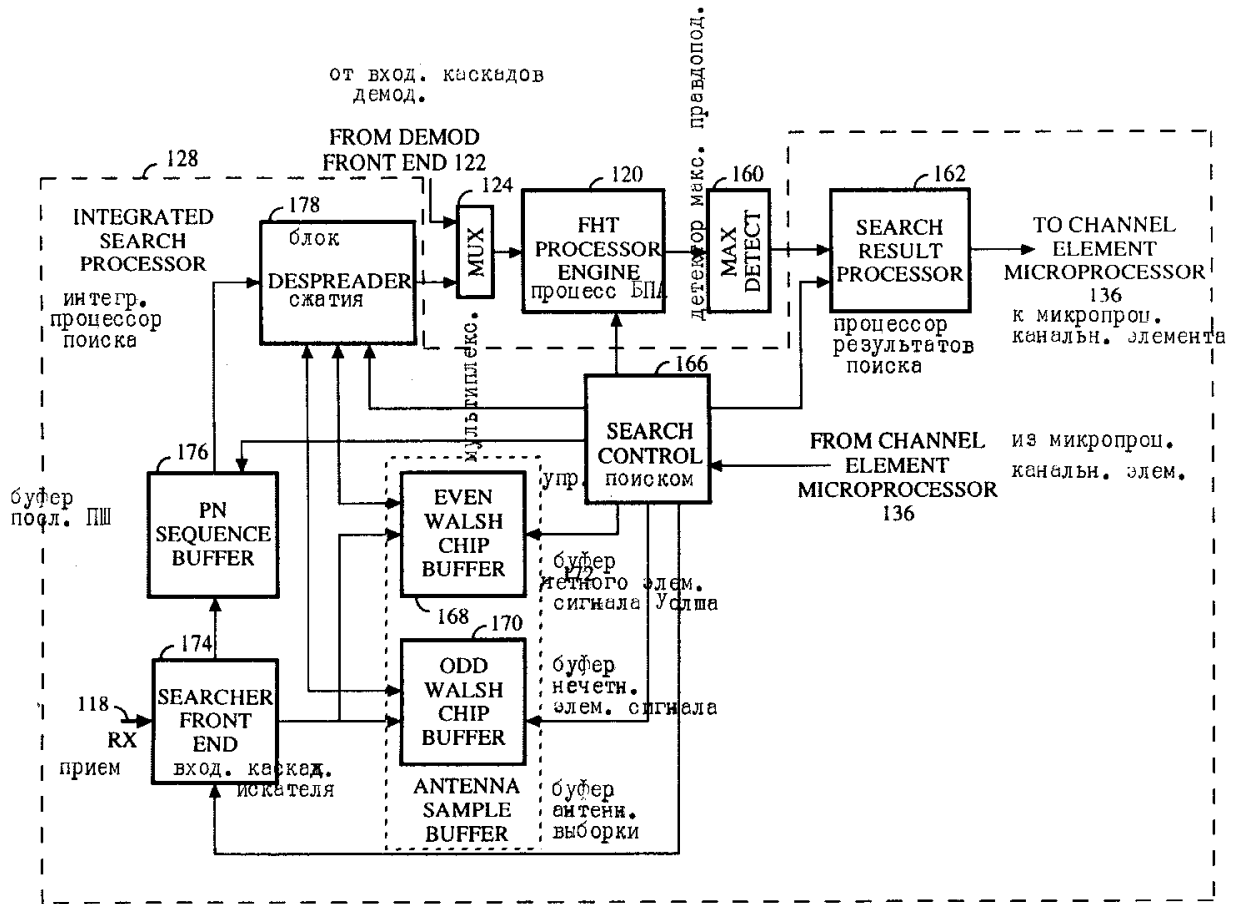 от вход. каскадов
демод.
FROM DEMOD
FRONT END 122
детектор макс. правдопод.
128
INTEGRATED
SEARCH
PROCESSOR
интегр.
процессор
поиска
178
блок
DESPREADER
сжатия
124
MUX
мультиплекс.
120
FHT
PROCESSOR
ENGINE
процесс БПА
160
MAX
DETECT
162
SEARCH
RESULT
PROCESSOR
процессор
результатов
поиска
TO CHANNEL
ELEMENT
MICROPROCESSOR
136
к микропроц.
канальн. элемента
166
SEARCH
CONTROL
упр. поиском
FROM CHANNEL
ELEMENT
MICROPROCESSOR
136
из микропроц.
канальн. элем.
176
PN
SEQUENCE
BUFFER
буфер
посл. ПШ
EVEN
WALSH
CHIP
BUFFER
168
буфер
172
четного элем.
сигнала Уолша
174
SEARCHER
FRONT
END
118
RX
прием
вход. каскад.
искателя
170
ODD
WALSH
CHIP
BUFFER
буфер
нечетн.
элем. сигнала
ANTENNA
SAMPLE
BUFFER
буфер
антенн.
выборки